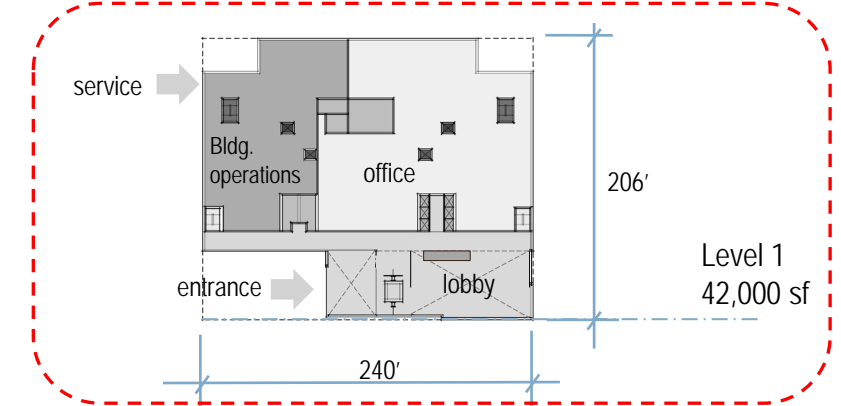 service
Bldg.
operations
office
206′
entrance
lobby
Level 1
42,000 sf
240′